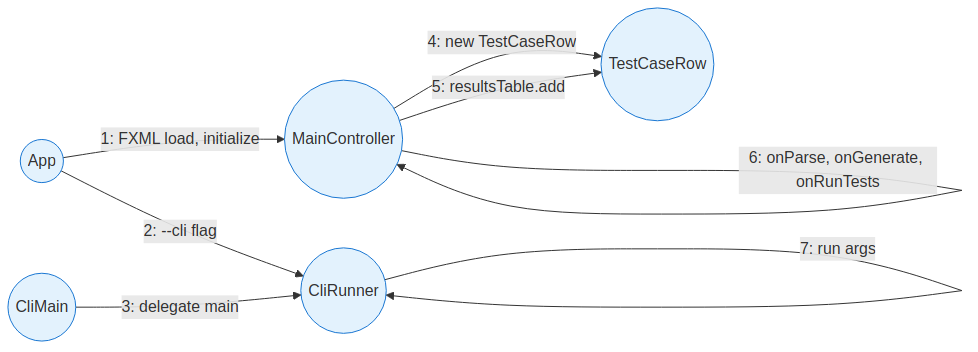 4: new TestCaseRow
TestCaseRow
5: resultsTable.add
1: FXML load, initialize
MainController
App
6: onParse, onGenerate,
onRunTests
2: --cli flag
7: run args
CliRunner
CliMain
3: delegate main